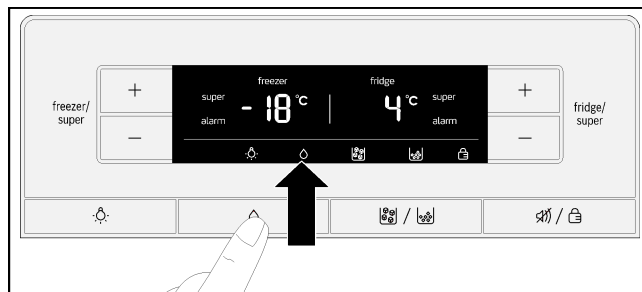 freezer/
super
+
−
freezer
super
-18°C
alarm
fridge
4°C
super
alarm
+
−
fridge/
super
/
/